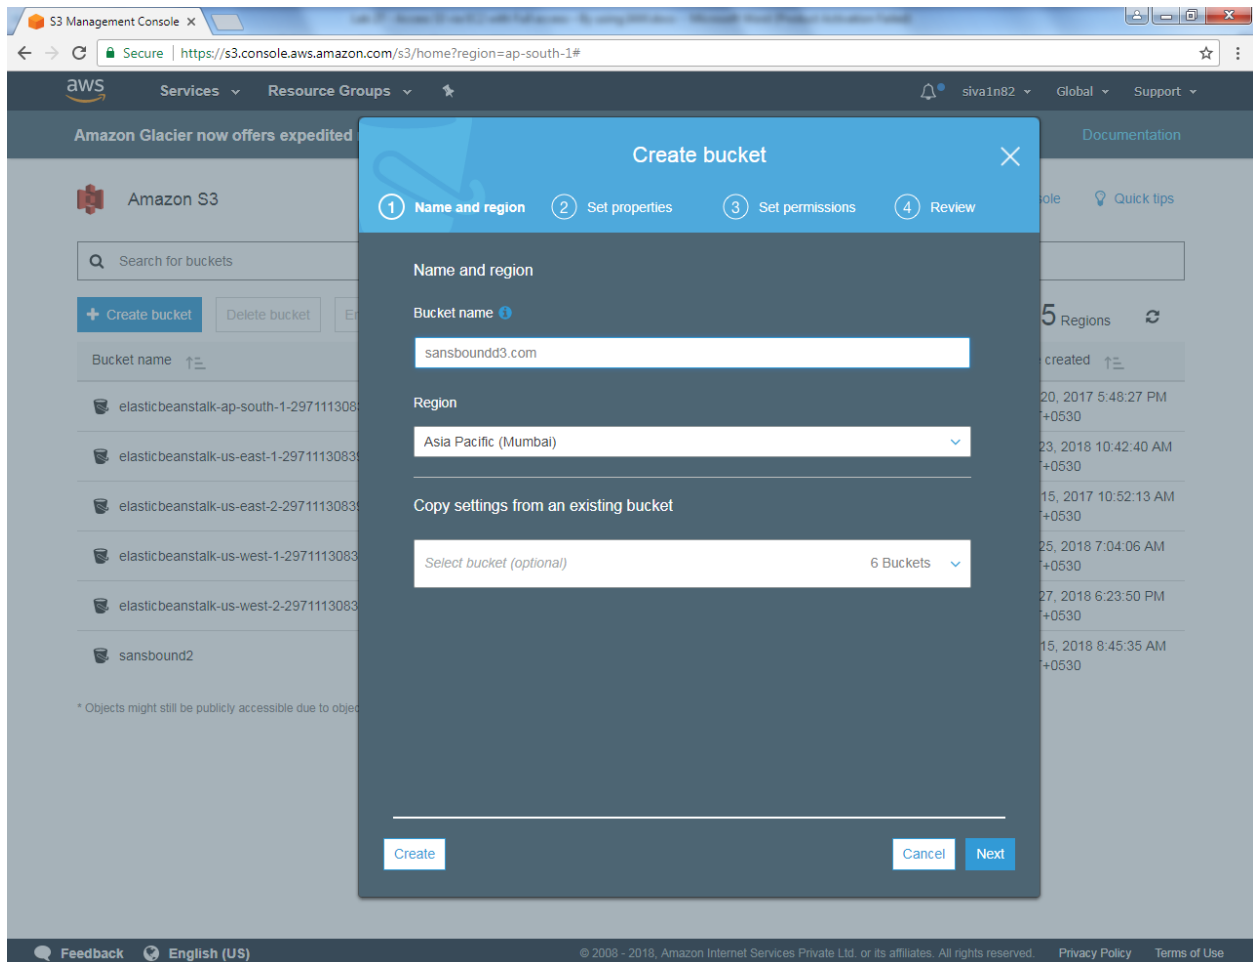 S3 Management Console
Secure | https://s3.console.aws.amazon.com/s3/home?region=ap-south-1#
aws Services Resource Groups siva1n82 Global Support
Amazon Glacier now offers expedited Documentation
Create bucket
1 Name and region 2 Set properties 3 Set permissions 4 Review
Amazon S3 Quick tips
Search for buckets
Name and region
Create bucket Delete bucket
Bucket name
5 Regions
Bucket name created
sansboundd3.com
Region
Asia Pacific (Mumbai)
Copy settings from an existing bucket
Select bucket (optional) 6 Buckets
elasticbeanstalk-ap-south-1-297111308 20, 2017 5:48:27 PM
+0530
elasticbeanstalk-us-east-1-2971113083 23, 2018 10:42:40 AM
+0530
elasticbeanstalk-us-east-2-2971113083 15, 2017 10:52:13 AM
+0530
elasticbeanstalk-us-west-1-2971113083 25, 2018 7:04:06 AM
+0530
elasticbeanstalk-us-west-2-2971113083 27, 2018 6:23:50 PM
+0530
sansbound2 15, 2018 8:45:35 AM
+0530
* Objects might still be publicly accessible due to objec
Create Cancel Next
Feedback English (US) © 2008 - 2018, Amazon Internet Services Private Ltd. or its affiliates. All rights reserved. Privacy Policy Terms of Use